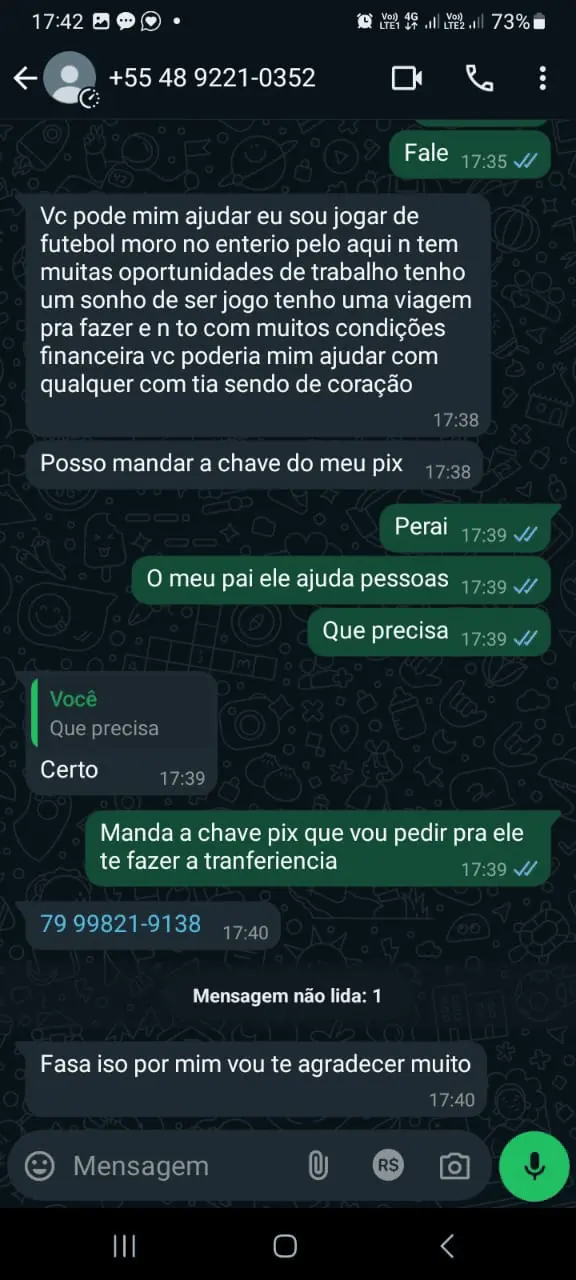 17:42
Vo)) 4G Vo))
LTE1 LTE2 73%
+55 48 9221-0352
Fale 17:35
Vc pode mim ajudar eu sou jogar de
futebol moro no enterio pelo aqui n tem
muitas oportunidades de trabalho tenho
um sonho de ser jogo tenho uma viagem
pra fazer e n to com muitos condições
financeira vc poderia mim ajudar com
qualquer com tia sendo de coração
17:38
Posso mandar a chave do meu pix 17:38
Perai 17:39
O meu pai ele ajuda pessoas 17:39
Que precisa 17:39
Você
Que precisa
Certo 17:39
Manda a chave pix que vou pedir pra ele
te fazer a tranferiencia 17:39
79 99821-9138 17:40
Mensagem não lida: 1
Fasa iso por mim vou te agradecer muito
17:40
Mensagem R$